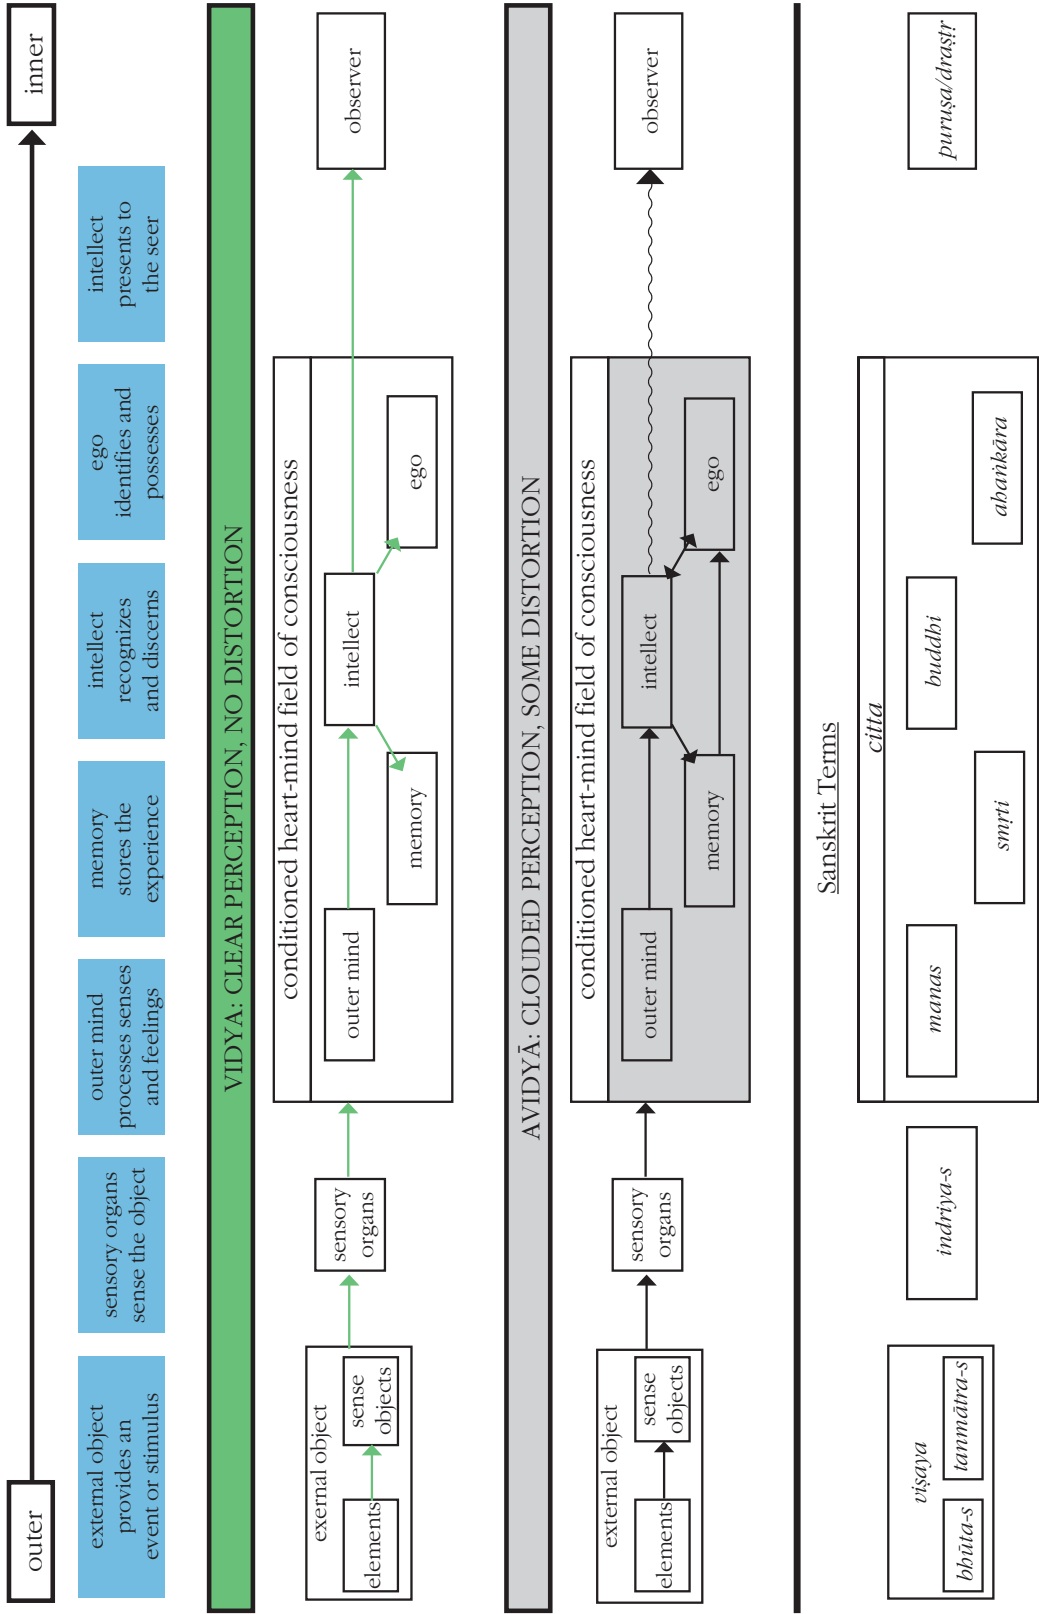 outer
inner
external object
provides an
event or stimulus
sensory organs
sense the object
outer mind
processes senses
and feelings
memory
stores the
experience
intellect
recognizes
and discerns
ego
identifies and
possesses
intellect
presents to
the seer
VIDYA: CLEAR PERCEPTION, NO DISTORTION
exernal object
elements
sense
objects
sensory
organs
conditioned heart-mind field of consciousness
outer mind
memory
intellect
ego
observer
AVIDYĀ: CLOUDED PERCEPTION, SOME DISTORTION
external object
elements
sense
objects
sensory
organs
conditioned heart-mind field of consciousness
outer mind
memory
intellect
ego
observer
Sanskrit Terms
viṣaya
bhūta-s
tanmātra-s
indriya-s
citta
manas
smṛti
buddhi
ahaṅkāra
puruṣa/draṣṭṛ